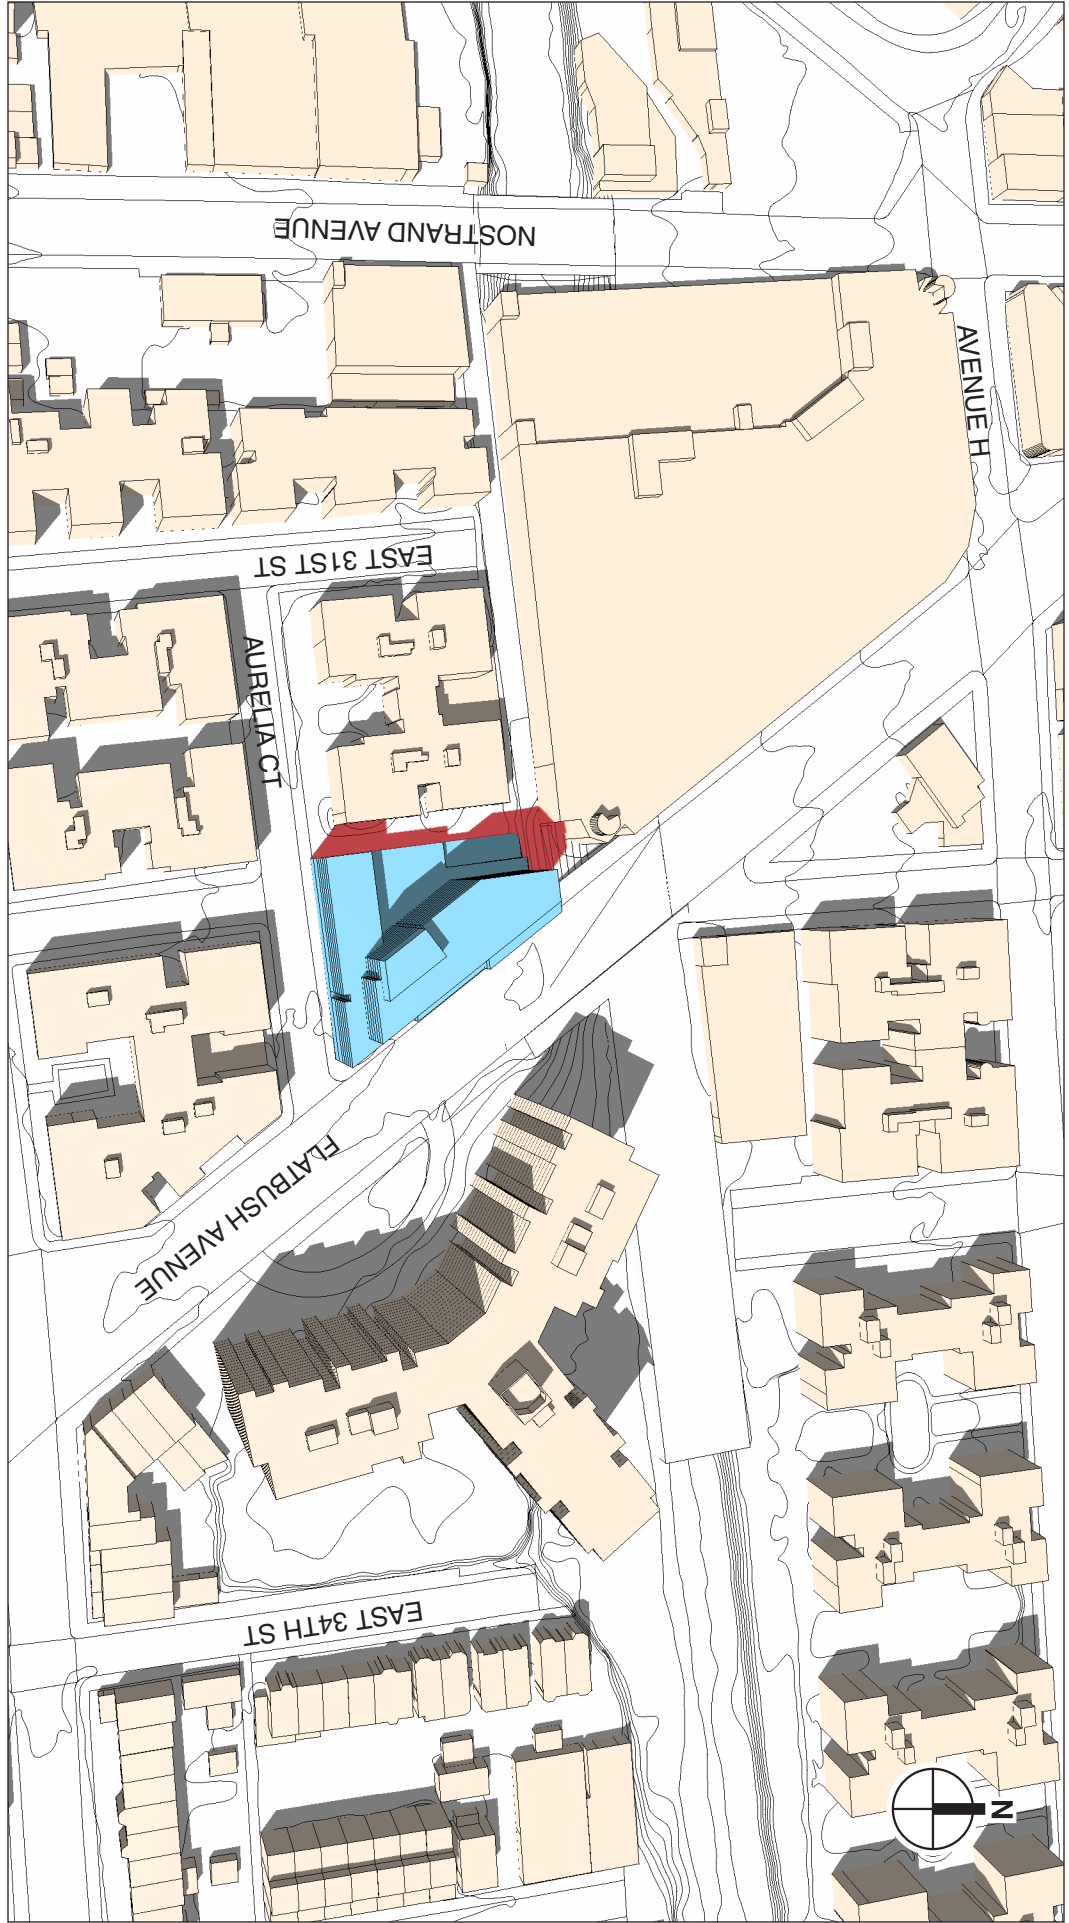 NOSTRAND AVENUE
AVENUE H
EAST 31ST ST
AURELIA CT
FLATBUSH AVENUE
EAST 34TH ST
N